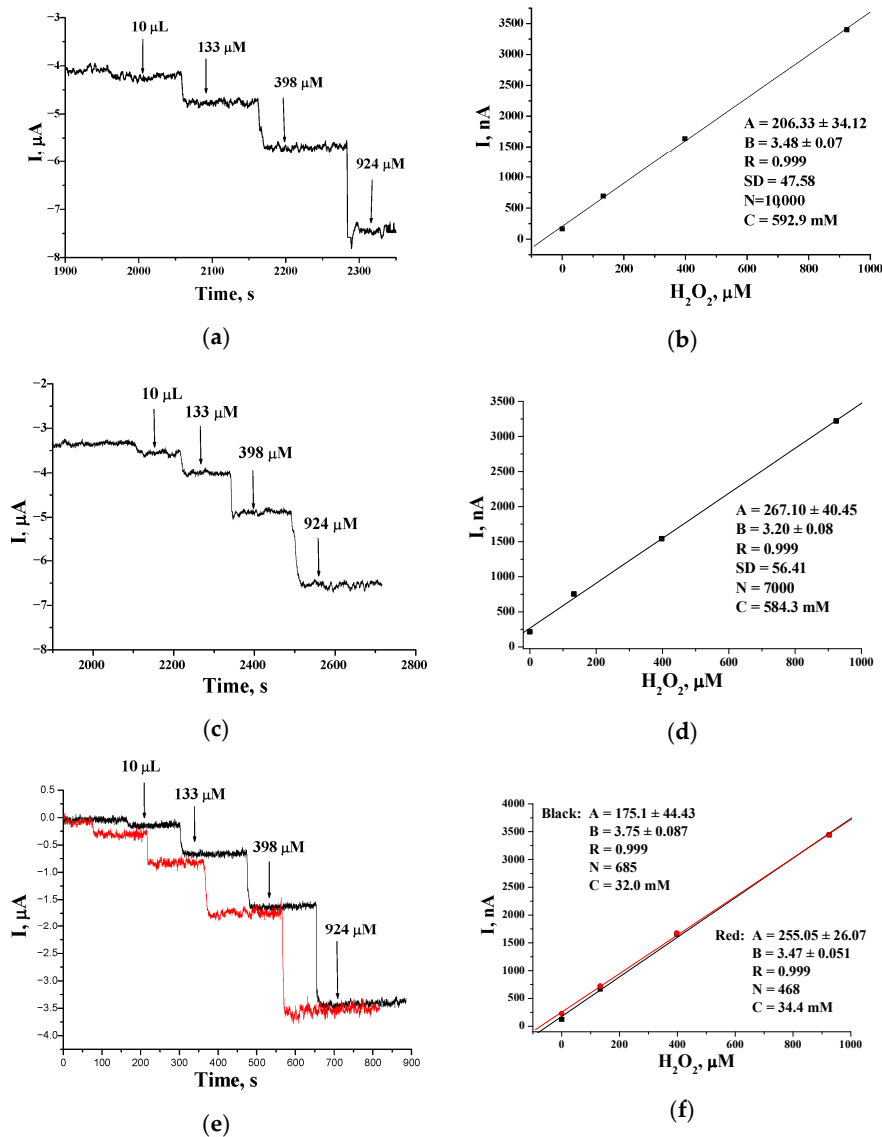 10 μL
133 μM
398 μM
924 μM
I, μA
−3
−4
−5
−6
−7
−8
1900 2000 2100 2200 2300
Time, s
(a)
I, nA
3500
3000
2500
2000
1500
1000
500
0
A = 206.33 ± 34.12
B = 3.48 ± 0.07
R = 0.999
SD = 47.58
N=10,000
C = 592.9 mM
0 200 400 600 800 1000
H2O2, μM
(b)
10 μL
133 μM
398 μM
924 μM
I, μA
−2
−3
−4
−5
−6
−7
−8
2000 2200 2400 2600 2800
Time, s
(c)
I, nA
3500
3000
2500
2000
1500
1000
500
0
A = 267.10 ± 40.45
B = 3.20 ± 0.08
R = 0.999
SD = 56.41
N = 7000
C = 584.3 mM
0 200 400 600 800 1000
H2O2, μM
(d)
10 μL
133 μM
398 μM
924 μM
I, μA
0.5
0.0
−0.5
−1.0
−1.5
−2.0
−2.5
−3.0
−3.5
−4.0
0 100 200 300 400 500 600 700 800 900
Time, s
(e)
I, nA
4000
3500
3000
2500
2000
1500
1000
500
0
Black: A = 175.1 ± 44.43
B = 3.75 ± 0.087
R = 0.999
N = 685
C = 32.0 mM
Red: A = 255.05 ± 26.07
B = 3.47 ± 0.051
R = 0.999
N = 468
C = 34.4 mM
0 200 400 600 800 1000
H2O2, μM
(f)